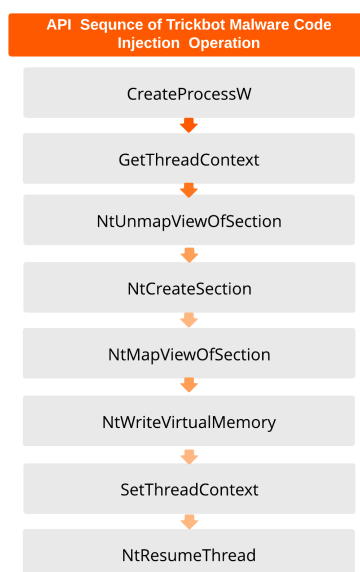 API  Sequnce of Trickbot Malware Code
Injection  Operation
CreateProcessW
GetThreadContext
NtUnmapViewOfSection
NtCreateSection
NtMapViewOfSection
NtWriteVirtualMemory
SetThreadContext
NtResumeThread